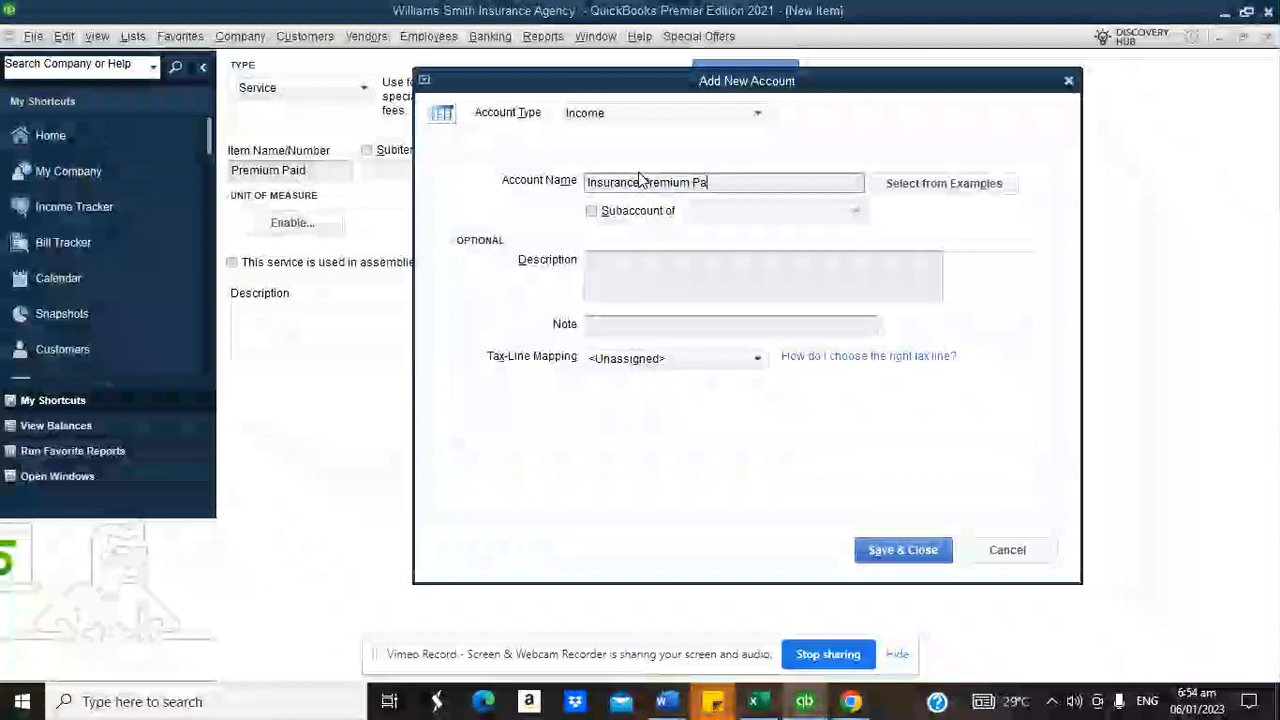 Williams Smith Insurance Agency - QuickBooks Premier Edition 2021 - [New Item]
File Edit View Lists Favorites Company Customers Vendors Employees Banking Reports Window Help Special Offers
DISCOVERY
HUB
Search Company or Help
My Shortcuts
Home
My Company
Income Tracker
Bill Tracker
Calendar
Snapshots
Customers
My Shortcuts
View Balances
Run Favorite Reports
Open Windows
TYPE
Service
Use fo
speci
fees.
Item Name/Number
Subiter
Premium Paid
UNIT OF MEASURE
Enable...
This service is used in assemblie
Description
Add New Account
Account Type Income
Account Name Insurance Premium Pa
Select from Examples
Subaccount of
OPTIONAL
Description
Note
Tax-Line Mapping <Unassigned> How do I choose the right tax line?
Save & Close Cancel
Vimeo Record - Screen & Webcam Recorder is sharing your screen and audio.
Stop sharing Hide
Type here to search
29°C
ENG
6:54 am
06/01/2023